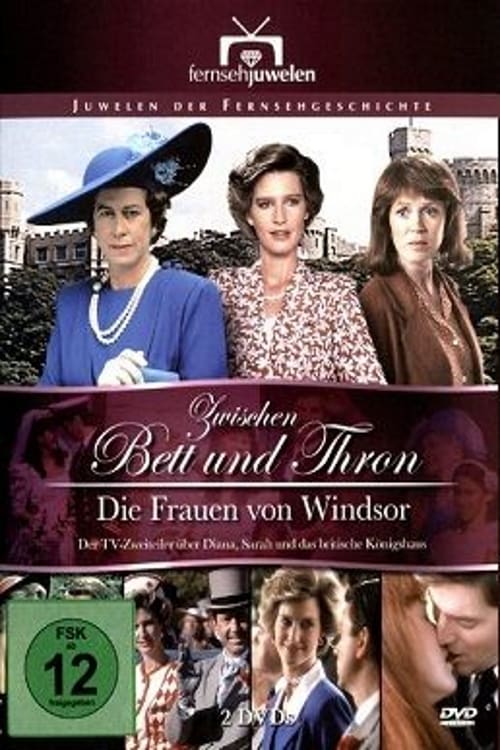 fernsehjuwelen
JUWELEN DER FERNSEHGESCHICHTE
Zwischen
Bett und Thron
Die Frauen von Windsor
Der TV-Zweiteiler über Diana, Sarah und das britische Königshaus
FSK
ab
12
freigegeben
2 DVDs
DVD